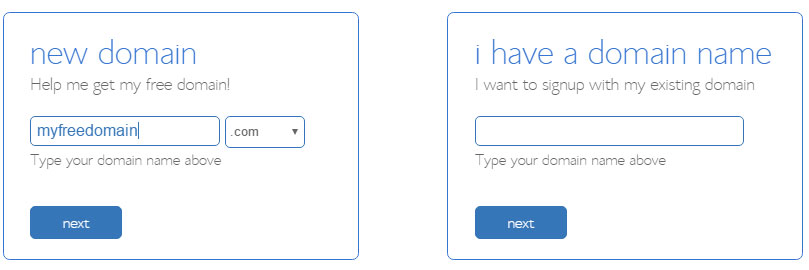 new domain
Help me get my free domain!
myfreedomain .com
Type your domain name above
next
i have a domain name
I want to signup with my existing domain
Type your domain name above
next